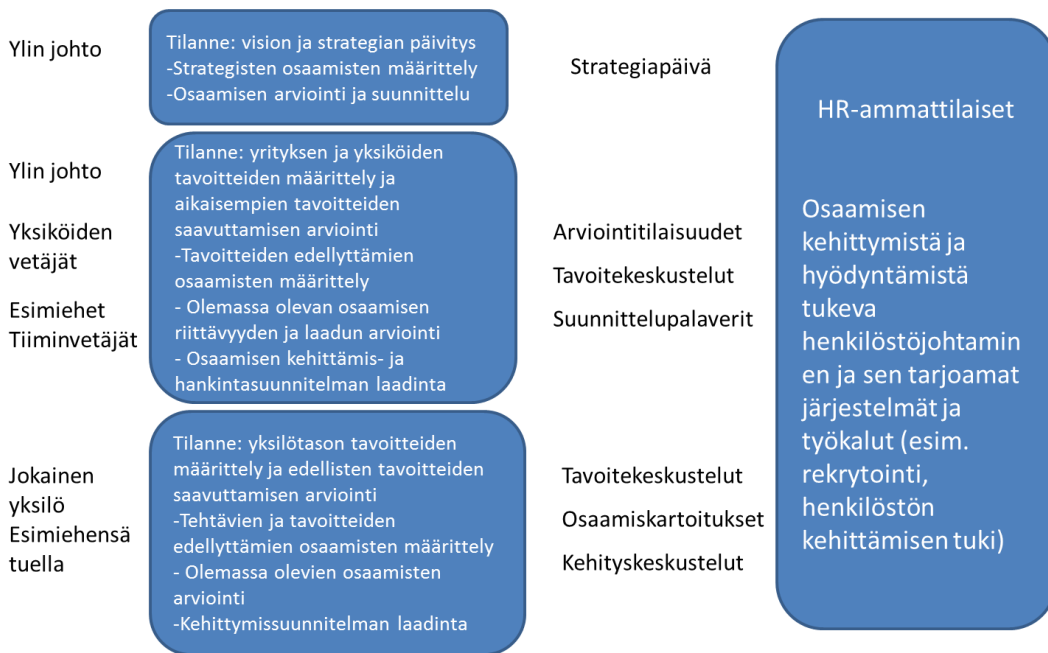 Ylin johto
Tilanne: vision ja strategian päivitys
-Strategisten osaamisten määrittely
-Osaamisen arviointi ja suunnittelu
Strategiapäivä
Ylin johto
Yksiköiden
vetäjät
Esimiehet
Tiiminvetäjät
Tilanne: yrityksen ja yksiköiden
tavoitteiden määrittely ja
aikaisempien tavoitteiden
saavuttamisen arviointi
-Tavoitteiden edellyttämien
osaamisten määrittely
- Olemassa olevan osaamisen
riittävyyden ja laadun arviointi
- Osaamisen kehittämis- ja
hankintasuunnitelman laadinta
Arviointitilaisuudet
Tavoitekeskustelut
Suunnittelupalaverit
Jokainen
yksilö
Esimiehensä
tuella
Tilanne: yksilötason tavoitteiden
määrittely ja edellisten tavoitteiden
saavuttamisen arviointi
-Tehtävien ja tavoitteiden
edellyttämien osaamisten määrittely
- Olemassa olevien osaamisten
arviointi
-Kehittymissuunnitelman laadinta
Tavoitekeskustelut
Osaamiskartoitukset
Kehityskeskustelut
HR-ammattilaiset
Osaamisen
kehittymistä ja
hyödyntämistä
tukeva
henkilöstöjohtamin
en ja sen tarjoamat
järjestelmät ja
työkalut (esim.
rekrytointi,
henkilöstön
kehittämisen tuki)